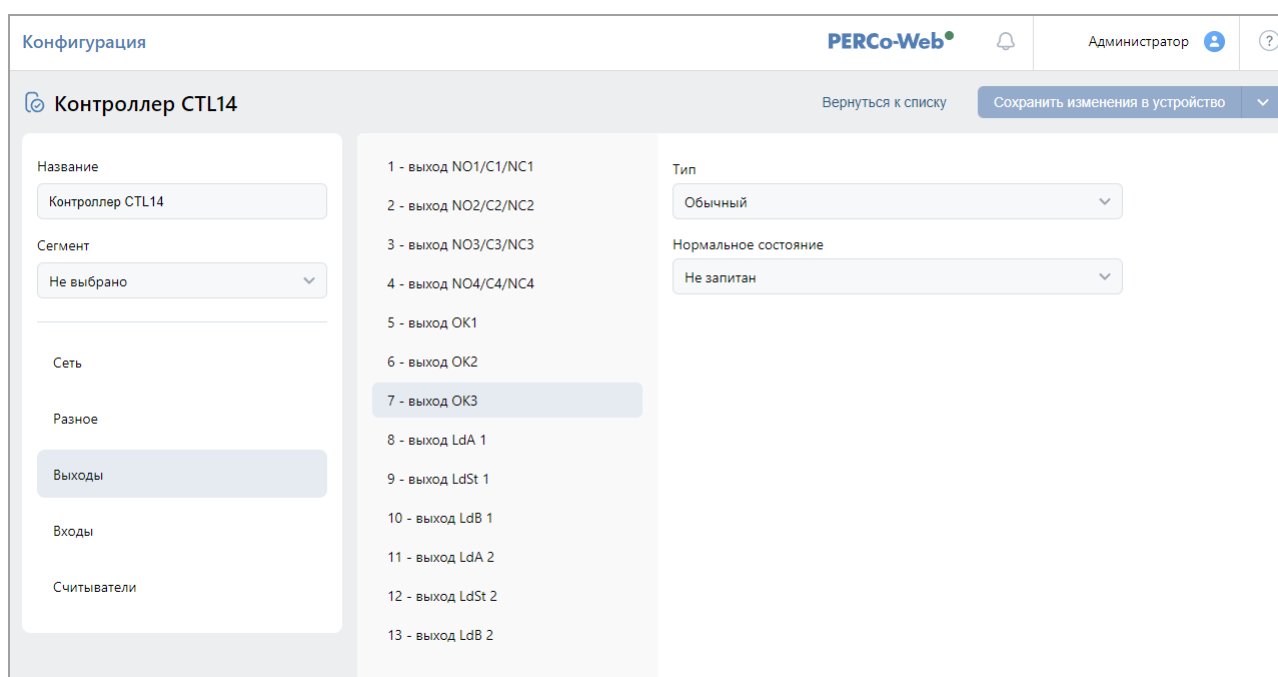 Конфигурация
PERCo-Web
Администратор
?
Контроллер CTL14
Вернуться к списку
Сохранить изменения в устройство
Название
Контроллер CTL14
Сегмент
Не выбрано
Сеть
Разное
Выходы
Входы
Считыватели
1 - выход NO1/C1/NC1
2 - выход NO2/C2/NC2
3 - выход NO3/C3/NC3
4 - выход NO4/C4/NC4
5 - выход OK1
6 - выход OK2
7 - выход OK3
8 - выход LdA 1
9 - выход LdSt 1
10 - выход LdB 1
11 - выход LdA 2
12 - выход LdSt 2
13 - выход LdB 2
Тип
Обычный
Нормальное состояние
Не запитан